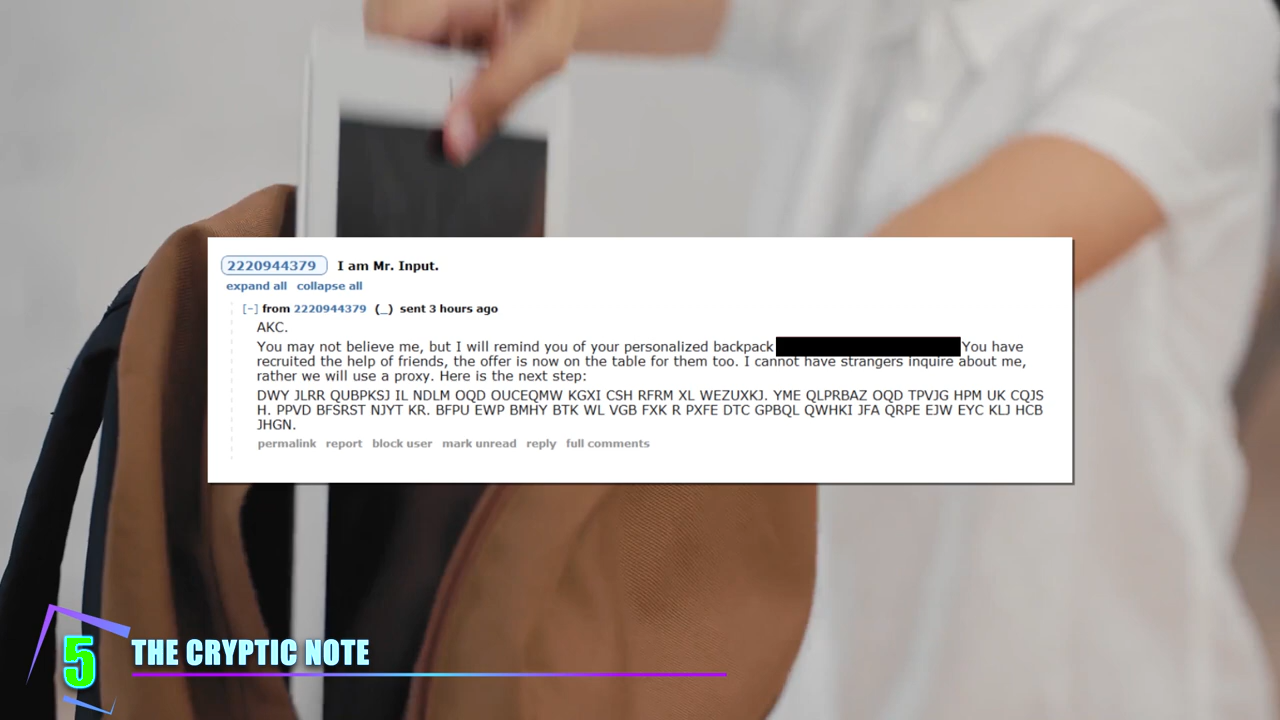 2220944379 I am Mr. Input.
expand all collapse all
[-] from 2220944379 (_) sent 3 hours ago
AKC.
You may not believe me, but I will remind you of your personalized backpack You have
recruited the help of friends, the offer is now on the table for them too. I cannot have strangers inquire about me,
rather we will use a proxy. Here is the next step:
DWY JLRR QUBPKSJ IL NDLM OQD OUCEQMW KGXI CSH RFRM XL WEZUXKJ. YME QLPRBAZ OQD TPVJG HPM UK CQJS
H. PPVD BFSRST NJYT KR. BFPU EWP BMHY BTK WL VGB FXK R PXFE DTC GPBQL QWHKI JFA QRPE EJW EYC KLJ HCB
JHGN.
permalink report block user mark unread reply full comments
5 THE CRYPTIC NOTE